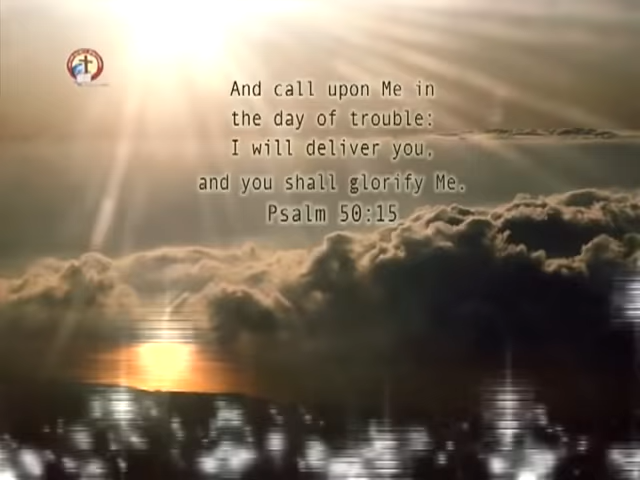 And call upon Me in
the day of trouble:
I will deliver you,
and you shall glorify Me.
Psalm 50:15